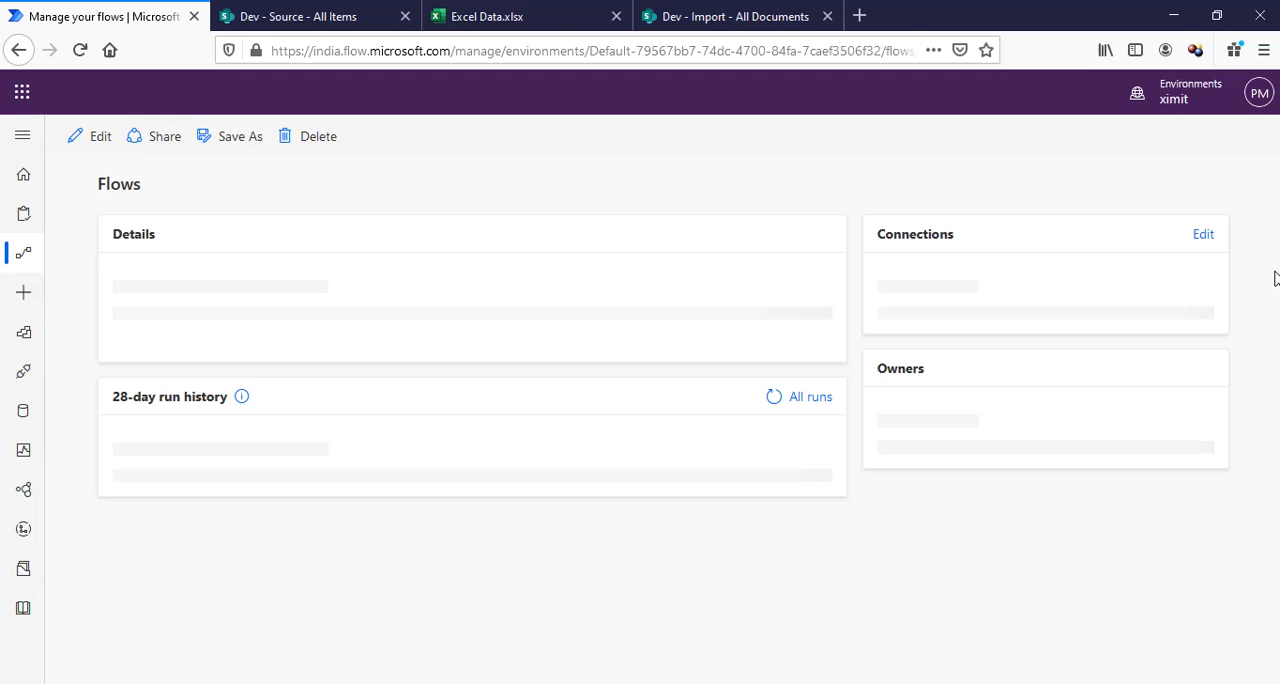 Manage your flows | Microsoft
Dev - Source - All Items
Excel Data.xlsx
Dev - Import - All Documents
https://india.flow.microsoft.com/manage/environments/Default-79567bb7-74dc-4700-84fa-7caef3506f32/flows,
Environments
ximit
PM
Edit
Share
Save As
Delete
Flows
Details
Connections
Edit
28-day run history
All runs
Owners